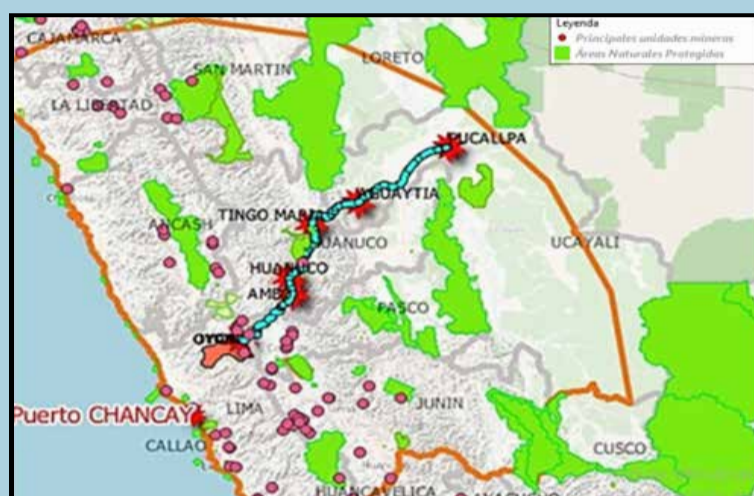 Leyenda
Principales unidades mineras
Áreas Naturales Protegidas
CAJAMARCA
LORETO
SAN MARTIN
LA LIBERTAD
PUCALLPA
AGUAYTIA
TINGO MARIA
ANCASH
HUANUCO
UCAYALI
HUANUCO
AMBO
PASCO
Puerto CHANCAY
LIMA
JUNIN
CALLAO
CUSCO
HUANCAVELICA
AYACUCHO